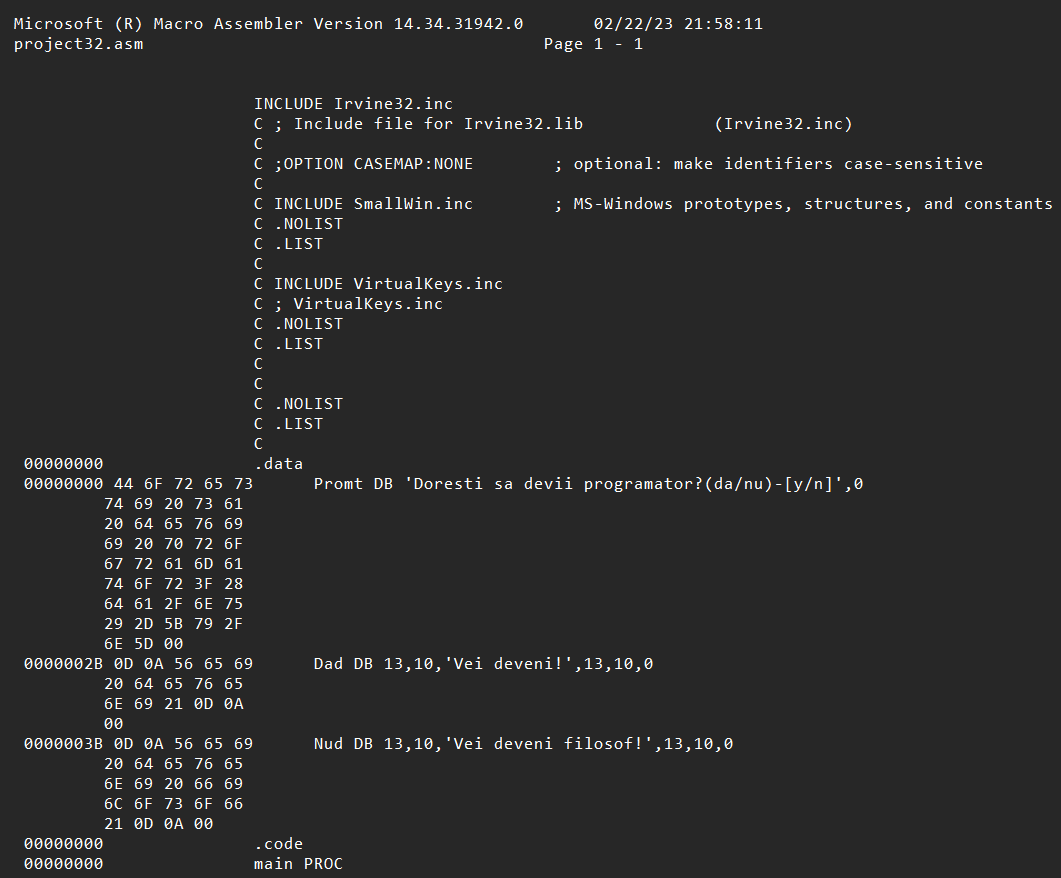 Microsoft (R) Macro Assembler Version 14.34.31942.0       02/22/23 21:58:11
project32.asm                                        Page 1 - 1
INCLUDE Irvine32.inc
C ; Include file for Irvine32.lib             (Irvine32.inc)
C
C ;OPTION CASEMAP:NONE        ; optional: make identifiers case-sensitive
C
C INCLUDE SmallWin.inc        ; MS-Windows prototypes, structures, and constants
C .NOLIST
C .LIST
C
C INCLUDE VirtualKeys.inc
C ; VirtualKeys.inc
C .NOLIST
C .LIST
C
C
C .NOLIST
C .LIST
C
00000000               .data
00000000 44 6F 72 65 73      Promt DB 'Doresti sa devii programator?(da/nu)-[y/n]',0
74 69 20 73 61
20 64 65 76 69
69 20 70 72 6F
67 72 61 6D 61
74 6F 72 3F 28
64 61 2F 6E 75
29 2D 5B 79 2F
6E 5D 00
0000002B 0D 0A 56 65 69      Dad DB 13,10,'Vei deveni!',13,10,0
20 64 65 76 65
6E 69 21 0D 0A
00
0000003B 0D 0A 56 65 69      Nud DB 13,10,'Vei deveni filosof!',13,10,0
20 64 65 76 65
6E 69 20 66 69
6C 6F 73 6F 66
21 0D 0A 00
00000000               .code
00000000               main PROC